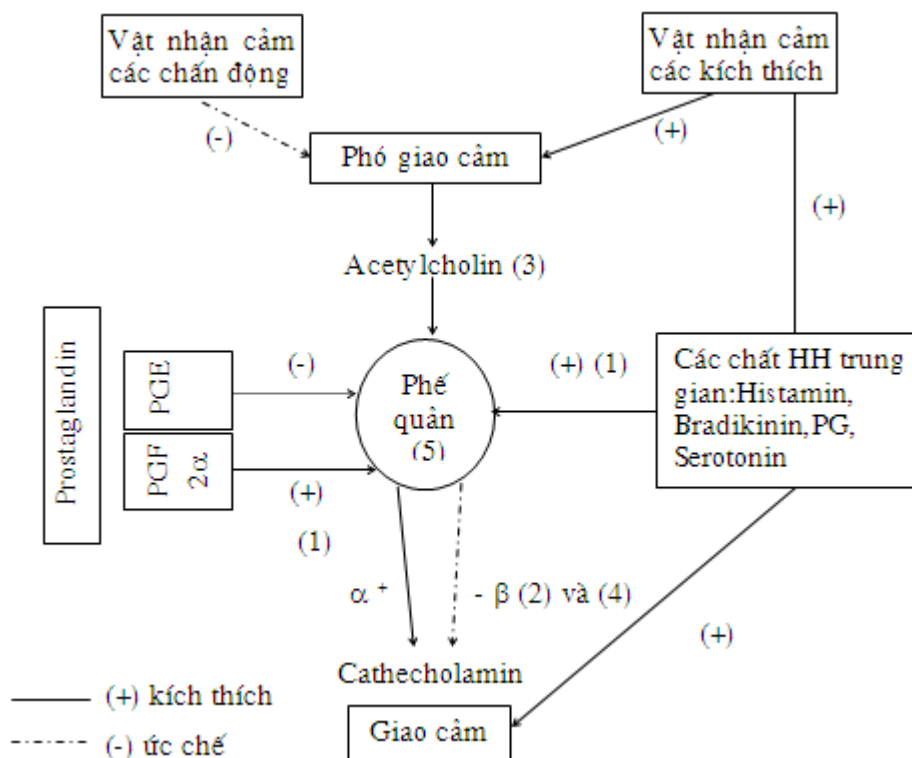 Vật nhận cảm
các chấn động
Vật nhận cảm
các kích thích
(-)
(+)
Phó giao cảm
(+)
Acetylcholin (3)
Prostaglandin
PGE
(-)
Phế
quản
(5)
(+) (1)
Các chất HH trung
gian:Histamin,
Bradikinin,PG,
Serotonin
PGF
2α
(+)
(1)
α +
- β (2) và (4)
(+)
Cathecholamin
Giao cảm
(+) kích thích
(-) ức chế